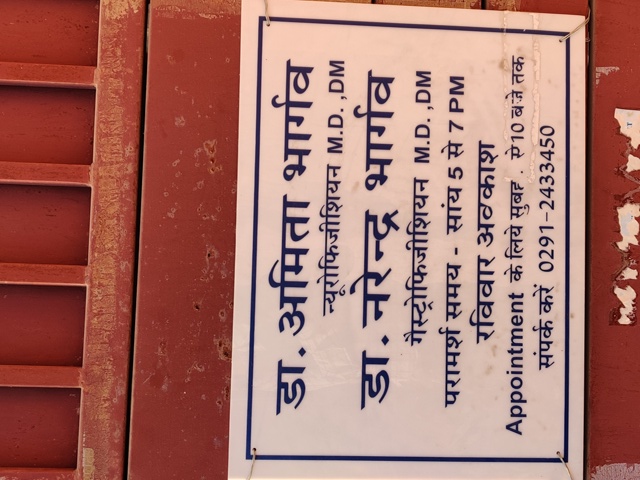 डा. अमिता भार्गव
न्यूरोफिजीशियन M.D. ,DM
डा. नरेन्द्र भार्गव
गैस्ट्रोफिजीशियन M.D. ,DM
परामर्श समय - सांय 5 से 7 PM
रविवार अवकाश
Appointment के लिये सुबह से 10 बजे तक
संपर्क करें 0291-2433450